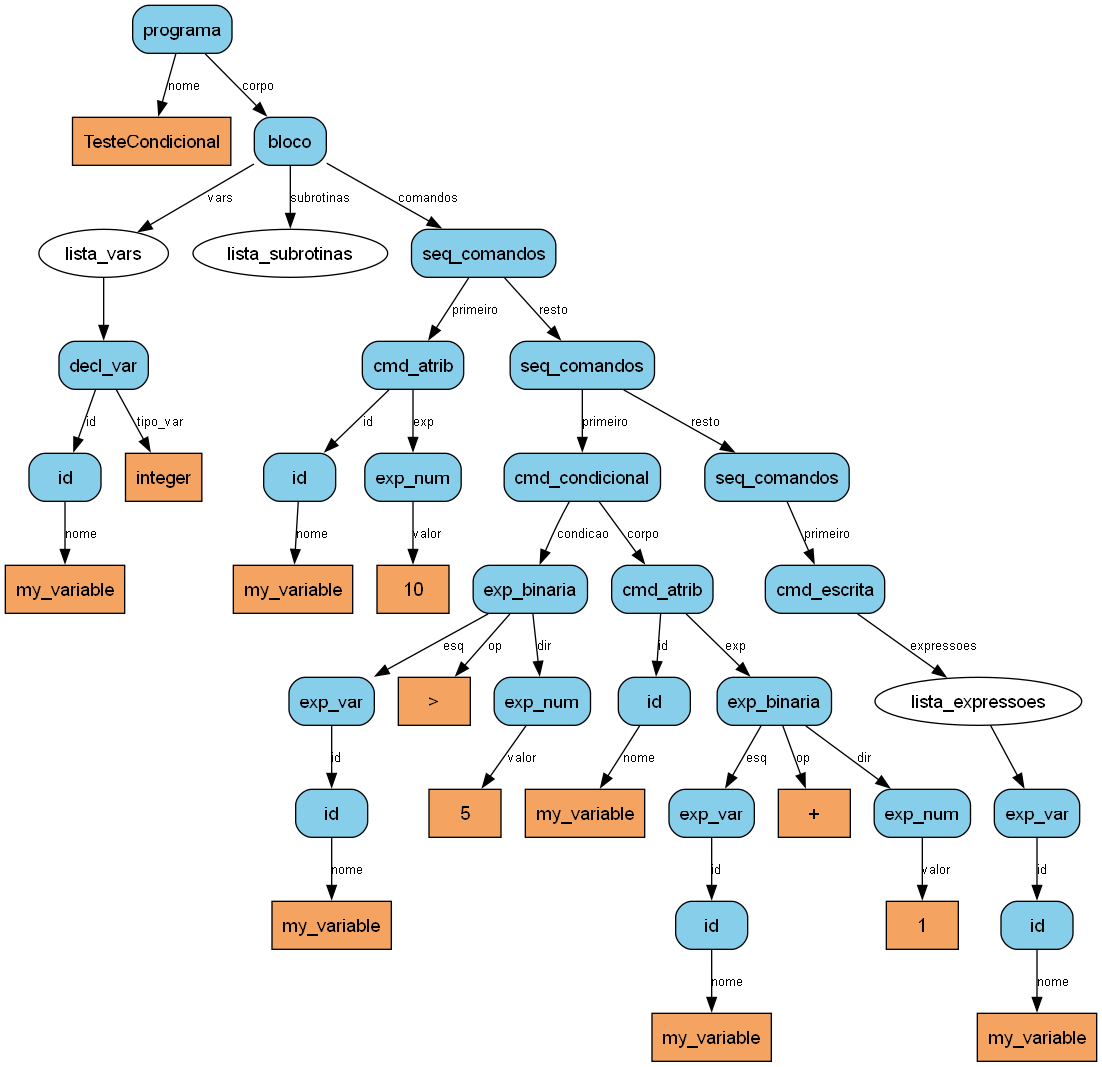 programa
nome
corpo
TesteCondicional
bloco
vars
subrotinas
comandos
lista_vars
lista_subrotinas
seq_comandos
primeiro
resto
decl_var
cmd_atrib
seq_comandos
id
tipo_var
id
exp
primeiro
resto
id
integer
id
exp_num
cmd_condicional
seq_comandos
nome
nome
valor
condicao
corpo
primeiro
my_variable
my_variable
10
exp_binaria
cmd_atrib
cmd_escrita
esq
op
dir
id
exp
expressoes
exp_var
>
exp_num
id
exp_binaria
lista_expressoes
id
valor
nome
esq
op
dir
id
5
my_variable
exp_var
+
exp_num
exp_var
nome
id
valor
id
my_variable
id
1
id
nome
nome
my_variable
my_variable